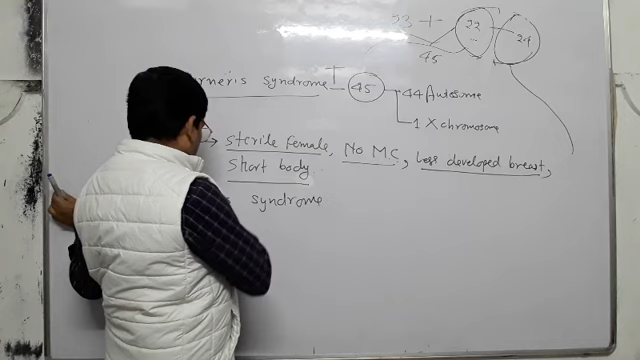 23 + 22 24
45
rner's Syndrome T 45 44 Autosome
1 X chromosome
→ Sterile female, No MC, Less developed breast,
Short body
Syndrome